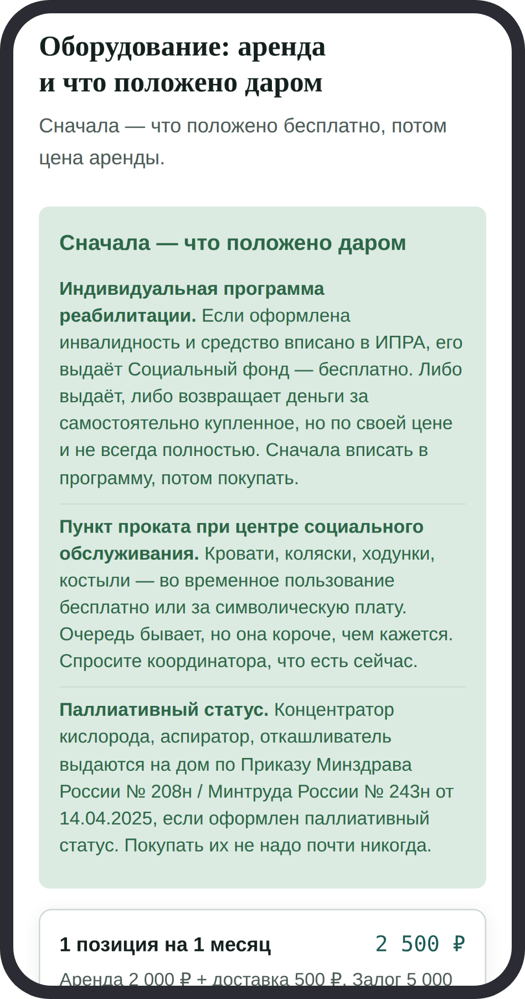 Оборудование: аренда
и что положено даром
Сначала — что положено бесплатно, потом
цена аренды.
Сначала — что положено даром
Индивидуальная программа
реабилитации. Если оформлена
инвалидность и средство вписано в ИПРА, его
выдаёт Социальный фонд — бесплатно. Либо
выдаёт, либо возвращает деньги за
самостоятельно купленное, но по своей цене
и не всегда полностью. Сначала вписать в
программу, потом покупать.
Пункт проката при центре социального
обслуживания. Кровати, коляски, ходунки,
костыли — во временное пользование
бесплатно или за символическую плату.
Очередь бывает, но она короче, чем кажется.
Спросите координатора, что есть сейчас.
Паллиативный статус. Концентратор
кислорода, аспиратор, откашливатель
выдаются на дом по Приказу Минздрава
России № 208н / Минтруда России № 243н от
14.04.2025, если оформлен паллиативный
статус. Покупать их не надо почти никогда.
1 позиция на 1 месяц 2 500 ₽
Аренда 2 000 ₽ + доставка 500 ₽. Залог 5 000